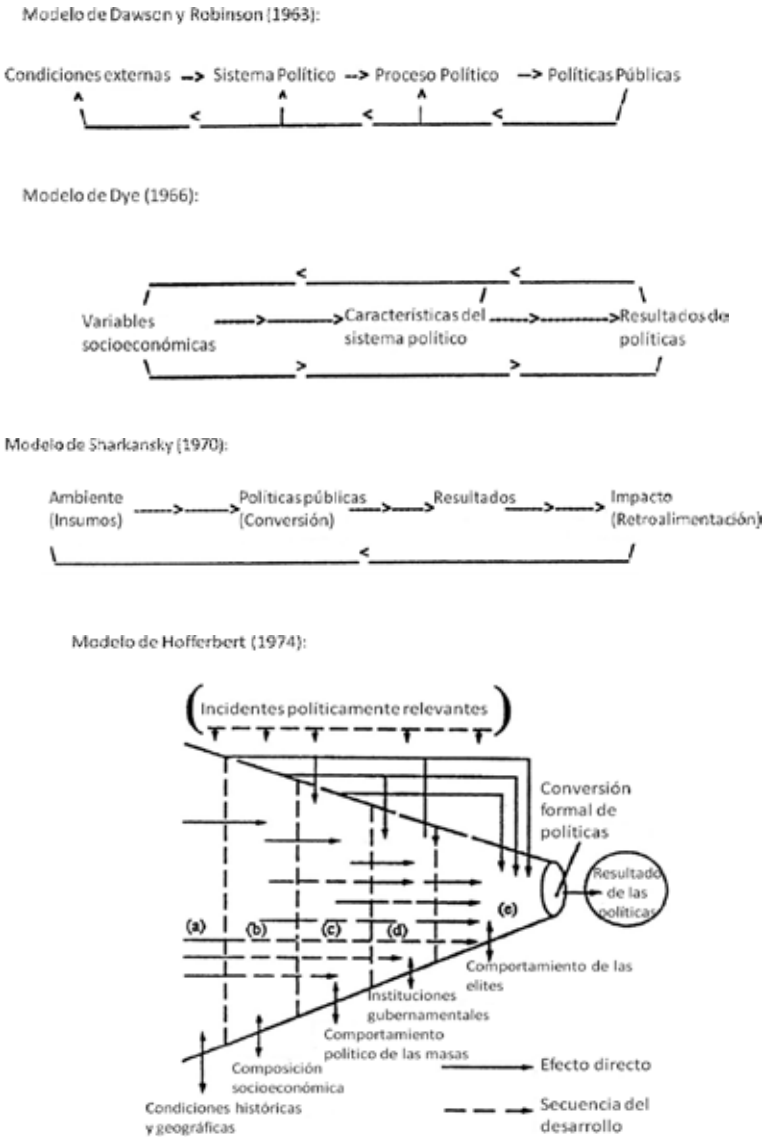 Modelo de Dawson y Robinson (1963):
Condiciones externas --> Sistema Político --> Proceso Político --> Políticas Públicas
Modelo de Dye (1966):
Variables
socioeconómicas
Características del
sistema político
Resultados de
políticas
Modelo de Sharkansky (1970):
Ambiente
(Insumos)
Políticas públicas
(Conversión)
Resultados
Impacto
(Retroalimentación)
Modelo de Hofferbert (1974):
(Incidentes políticamente relevantes)
Conversión
formal de
políticas
Resultado
de las
políticas
(a) (b) (c) (d) (e)
Comportamiento de las
elites
Instituciones
gubernamentales
Comportamiento
político de las masas
Composición
socioeconómica
Condiciones históricas
y geográficas
Efecto directo
Secuencia del
desarrollo